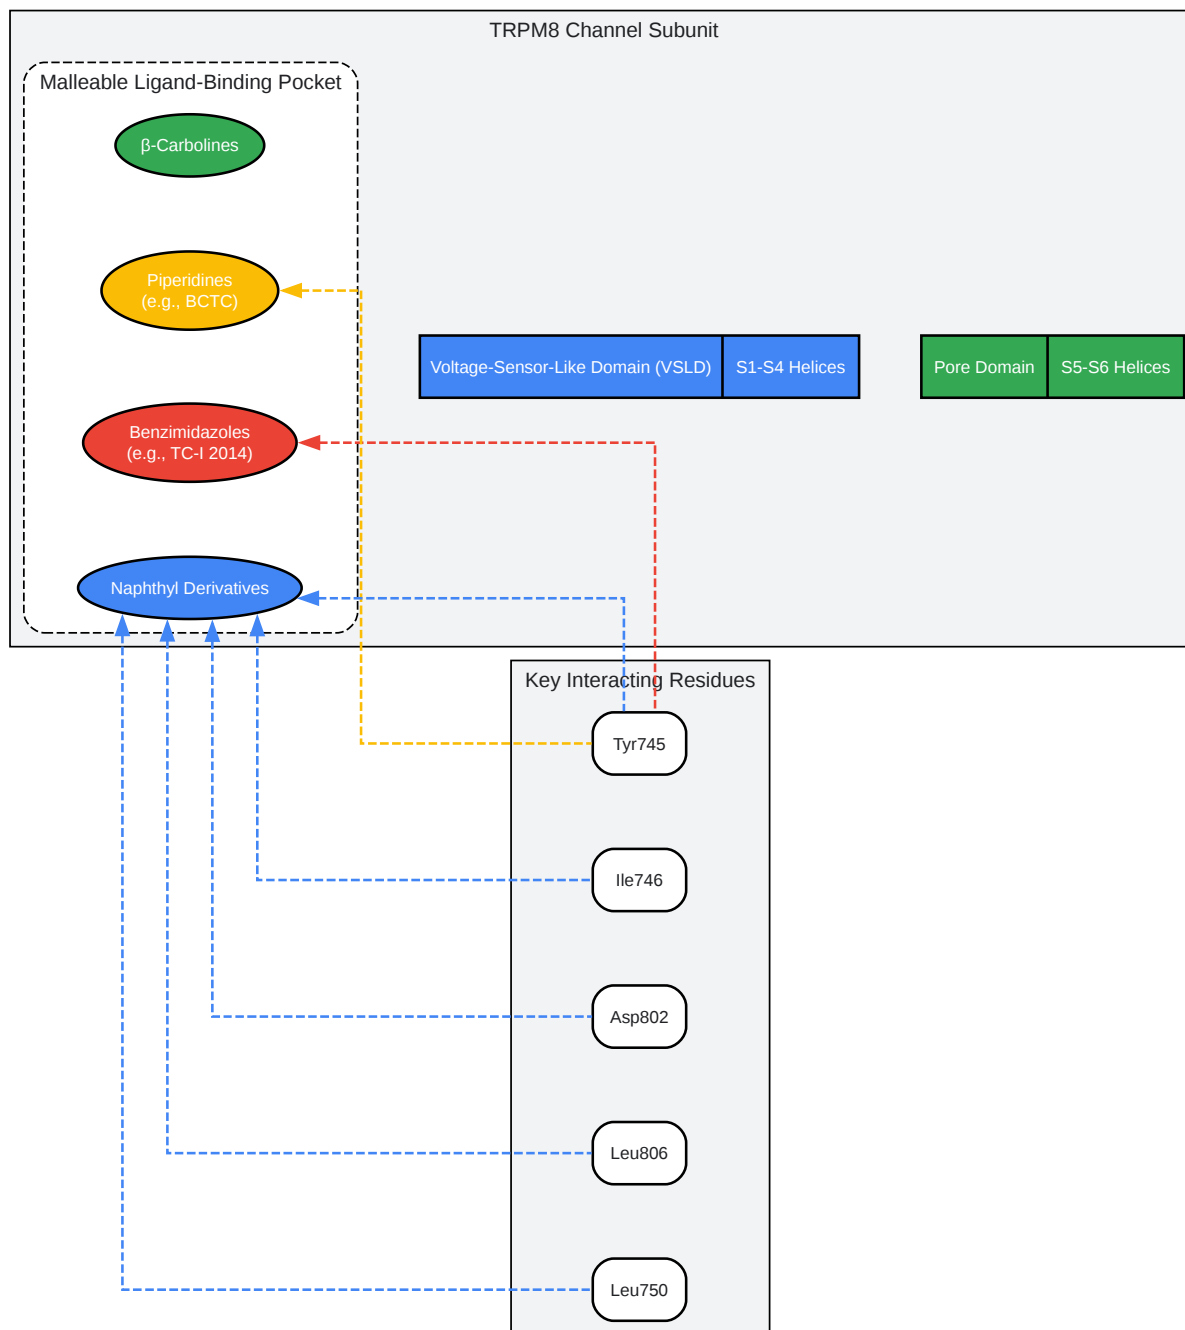 TRPM8 Channel Subunit
Malleable Ligand-Binding Pocket
β-Carbolines
Piperidines
(e.g., BCTC)
Voltage-Sensor-Like Domain (VSLD)
S1-S4 Helices
Pore Domain
S5-S6 Helices
Benzimidazoles
(e.g., TC-I 2014)
Naphthyl Derivatives
Key Interacting Residues
Tyr745
Ile746
Asp802
Leu806
Leu750